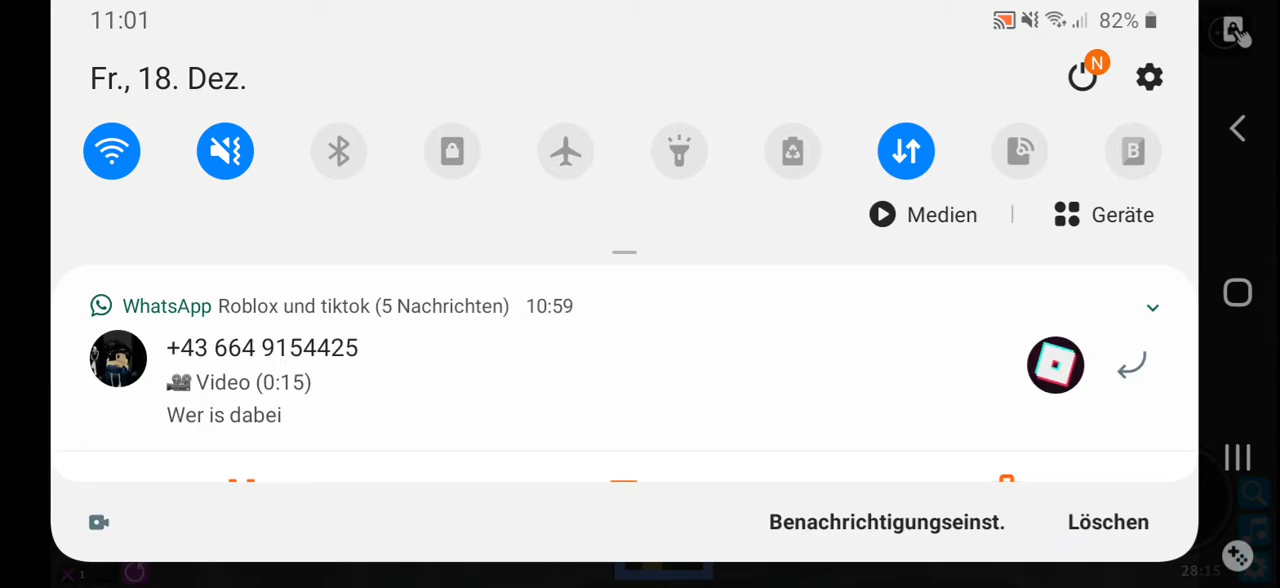 11:01
82%
Fr., 18. Dez.
N
B
Medien | Geräte
WhatsApp Roblox und tiktok (5 Nachrichten) 10:59
+43 664 9154425
Video (0:15)
Wer is dabei
Benachrichtigungseinst. Löschen
X 1
28:15